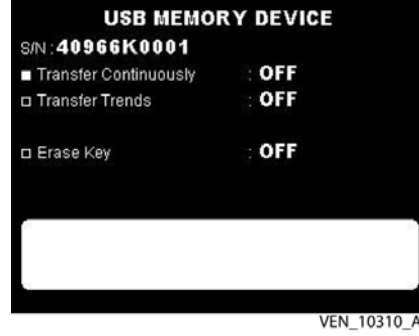 USB MEMORY DEVICE
S/N : 40966K0001
Transfer Continuously : OFF
Transfer Trends : OFF
Erase Key : OFF
VEN_10310_A